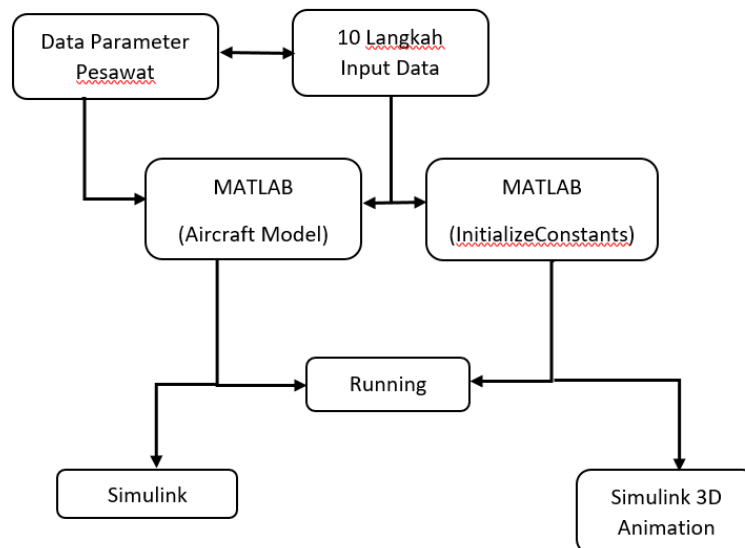 Data Parameter
Pesawat
10 Langkah
Input Data
MATLAB
(Aircraft Model)
MATLAB
(InitializeConstants)
Running
Simulink
Simulink 3D
Animation